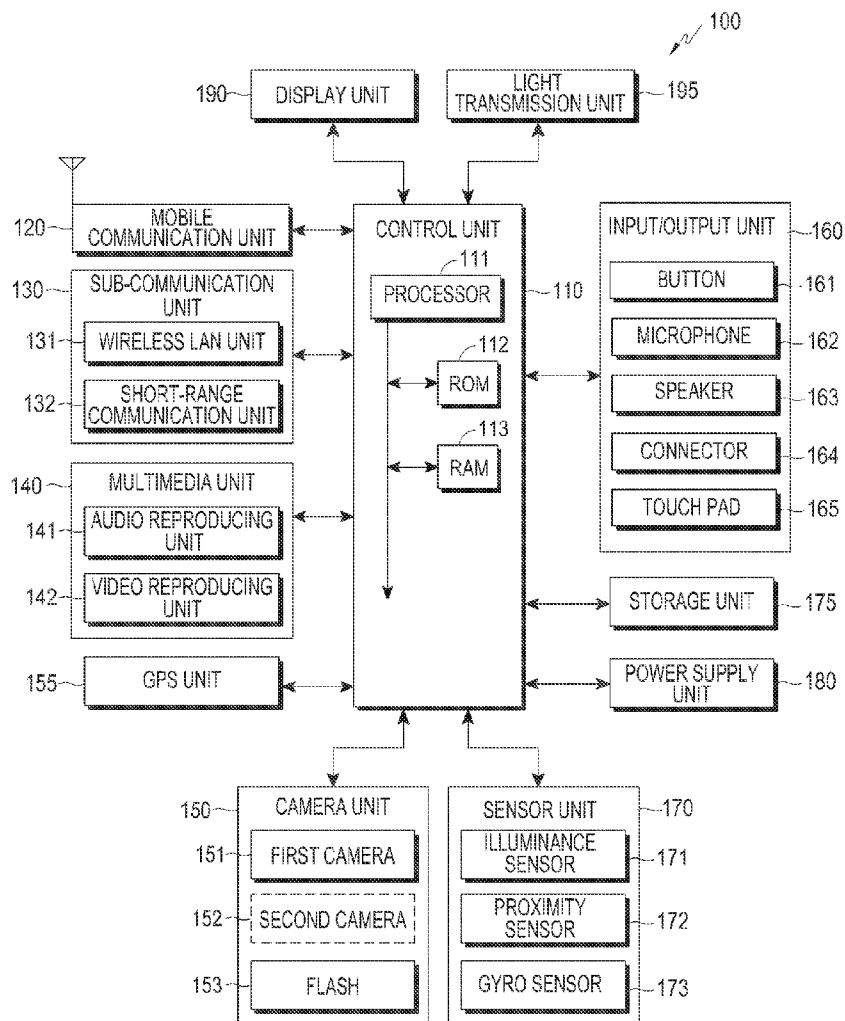 100
190
DISPLAY UNIT
LIGHT
TRANSMISSION UNIT
195
120
MOBILE
COMMUNICATION UNIT
130
SUB-COMMUNICATION
UNIT
131
WIRELESS LAN UNIT
132
SHORT-RANGE
COMMUNICATION UNIT
140
MULTIMEDIA UNIT
141
AUDIO REPRODUCING
UNIT
142
VIDEO REPRODUCING
UNIT
155
GPS UNIT
CONTROL UNIT
110
111
PROCESSOR
112
ROM
113
RAM
INPUT/OUTPUT UNIT
160
BUTTON
161
MICROPHONE
162
SPEAKER
163
CONNECTOR
164
TOUCH PAD
165
STORAGE UNIT
175
POWER SUPPLY
UNIT
180
150
CAMERA UNIT
151
FIRST CAMERA
152
SECOND CAMERA
153
FLASH
SENSOR UNIT
170
ILLUMINANCE
SENSOR
171
PROXIMITY
SENSOR
172
GYRO SENSOR
173